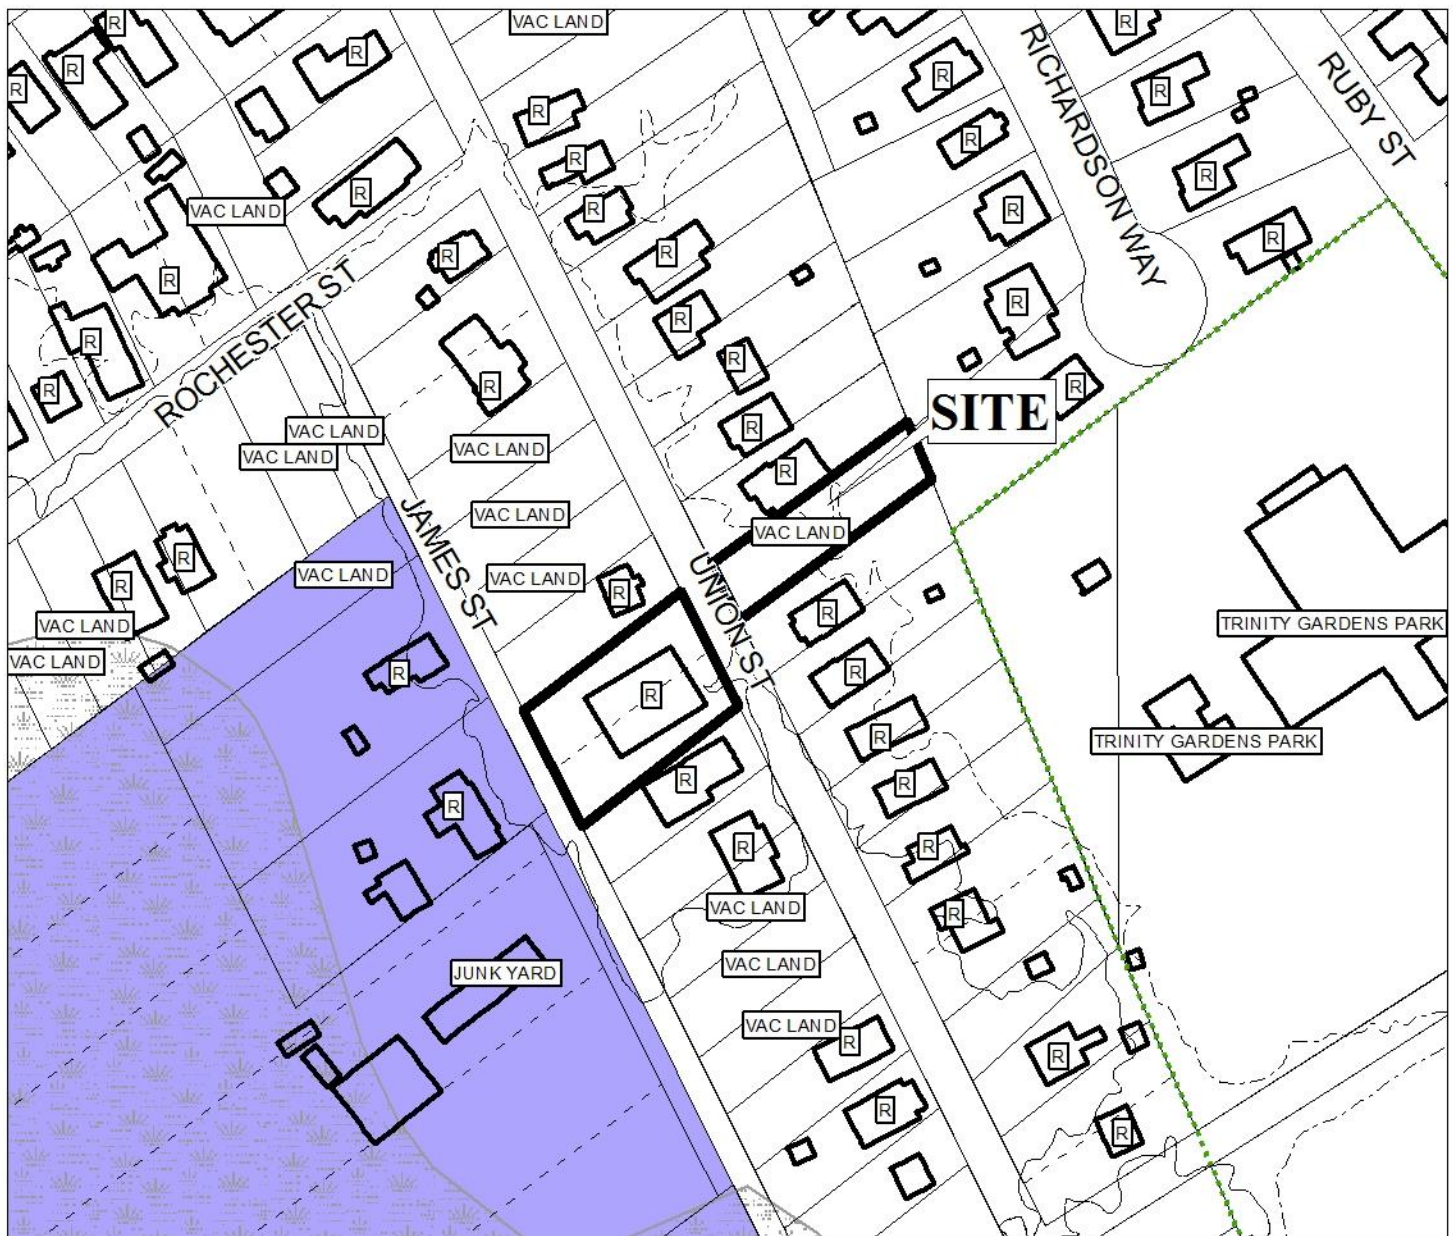 VAC LAND
R
R
R
R
R
R
R
RICHARDSON WAY
RUBY ST
R
R
R
R
R
R
R
VAC LAND
R
R
R
R
R
R
R
ROCHESTER ST
R
R
R
R
R
R
R
R
SITE
R
R
VAC LAND
VAC LAND
VAC LAND
R
JAMES ST
VAC LAND
VAC LAND
UNION ST
R
R
VAC LAND
VAC LAND
R
R
VAC LAND
TRINITY GARDENS PARK
VAC LAND
R
R
R
R
TRINITY GARDENS PARK
R
R
R
R
R
VAC LAND
R
VAC LAND
JUNK YARD
VAC LAND
R
R
R
R